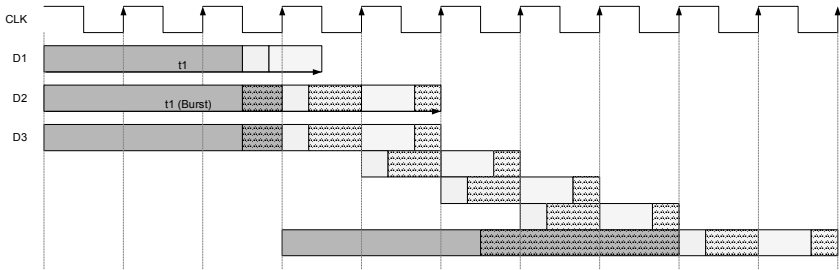 CLK
D1
t1
D2
t1 (Burst)
D3